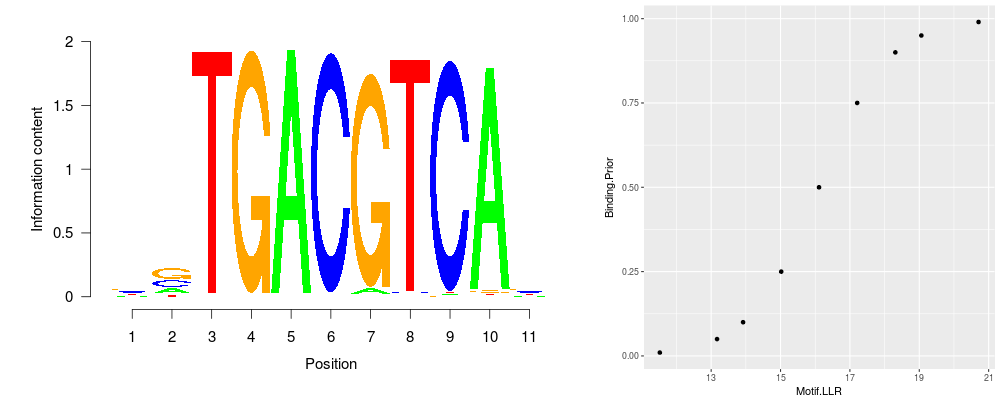 Information content
2
1.5
1
0.5
0
TGACGTCA
1 2 3 4 5 6 7 8 9 10 11
Position
Binding.Prior
1.00
0.75
0.50
0.25
0.00
13 15 17 19 21
Motif.LLR